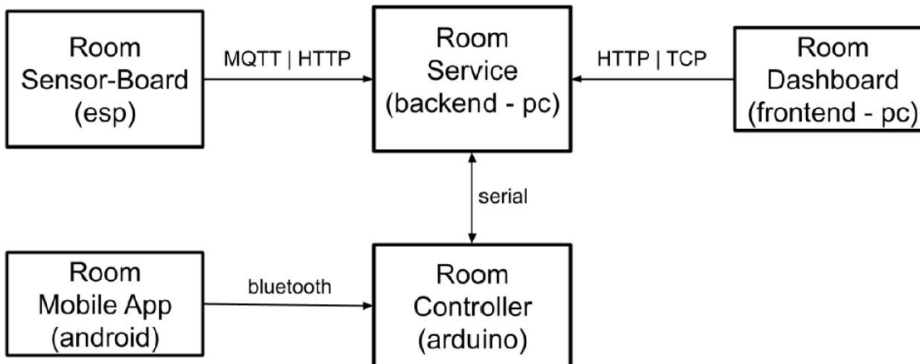 Room
Sensor-Board
(esp)
MQTT | HTTP
Room
Service
(backend - pc)
HTTP | TCP
Room
Dashboard
(frontend - pc)
serial
Room
Mobile App
(android)
bluetooth
Room
Controller
(arduino)